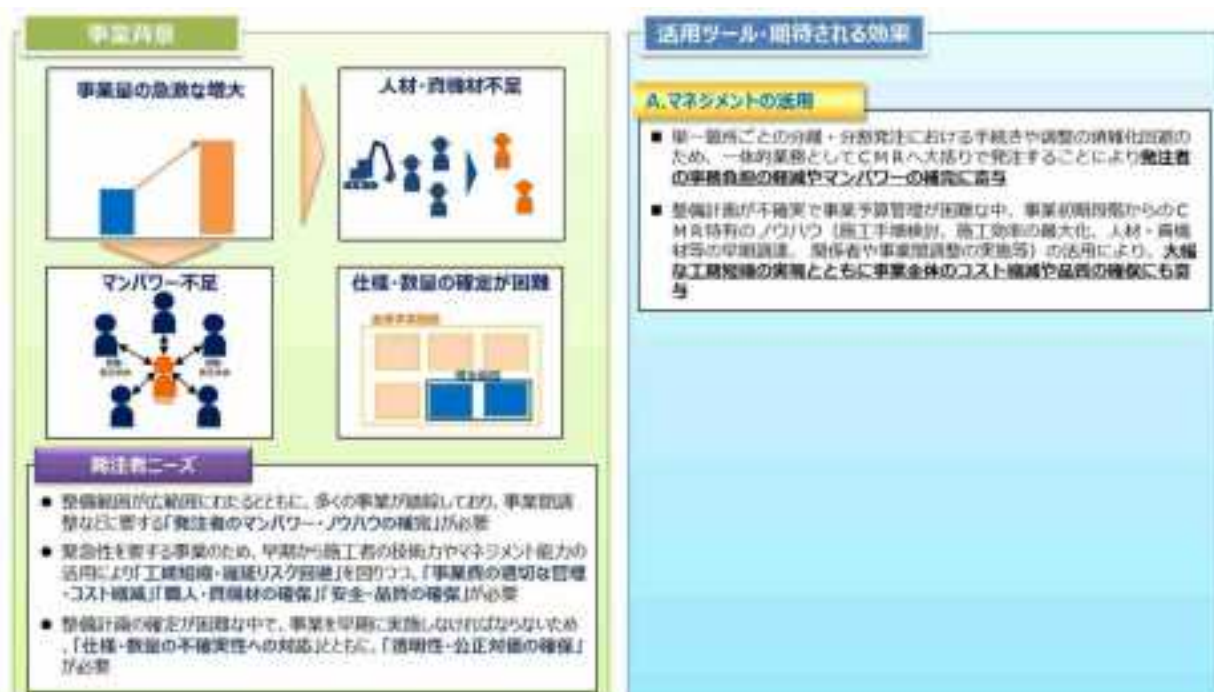 事業背景
事業量の急激な増大
人材・資機材不足
マンパワー不足
仕様・数量の確定が困難
発注者ニーズ
● 整備範囲が広範囲にわたるとともに、多くの事業が錯綜しており、事業間調
整などに要する「発注者のマンパワー・ノウハウの補完」が必要
● 緊急性を要する事業のため、早期から施工者の技術力やマネジメント能力の
活用により「工期短縮・遅延リスク回避」を図りつつ、「事業費の適切な管理
・コスト縮減」「職人・資機材の確保」「安全・品質の確保」が必要
● 整備計画の確定が困難な中で、事業を早期に実施しなければならないため
、「仕様・数量の不確実性への対応」とともに、「透明性・公正対価の確保」
が必要
活用ツール・期待される効果
A.マネジメントの活用
■ 単一箇所ごとの分離・分割発注における手続きや調整の煩雑化回避の
ため、一体的業務としてCMRへ大括りで発注することにより発注者
の事務負担の軽減やマンパワーの補完に寄与
■ 整備計画が不確実で事業予算管理が困難な中、事業初期段階からのC
MR特有のノウハウ（施工手順検討、施工効率の最大化、人材・資機
材等の早期調達、関係者や事業間調整の実施等）の活用により、大幅
な工期短縮の実現とともに事業全体のコスト縮減や品質の確保にも寄
与